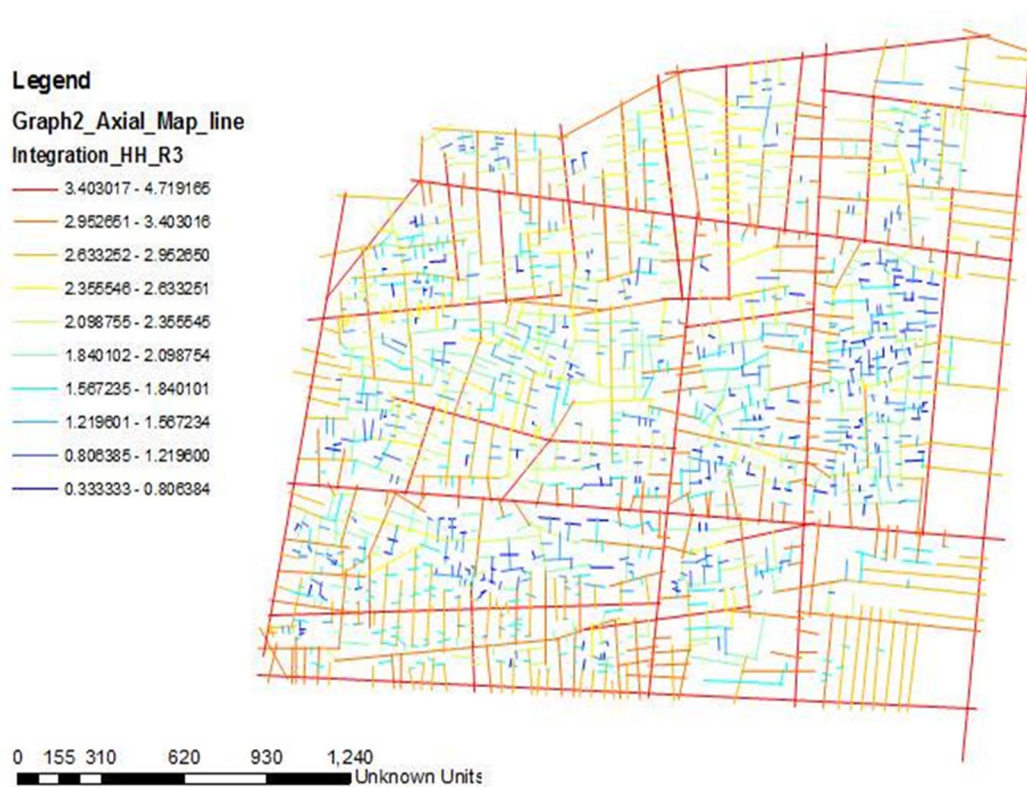 Legend
Graph2_Axial_Map_line
Integration_HH_R3
3.403017 - 4.719165
2.952651 - 3.403016
2.633252 - 2.952650
2.355546 - 2.633251
2.098755 - 2.355545
1.840102 - 2.098754
1.567235 - 1.840101
1.219601 - 1.567234
0.806385 - 1.219600
0.333333 - 0.806384
0 155 310 620 930 1,240
Unknown Units